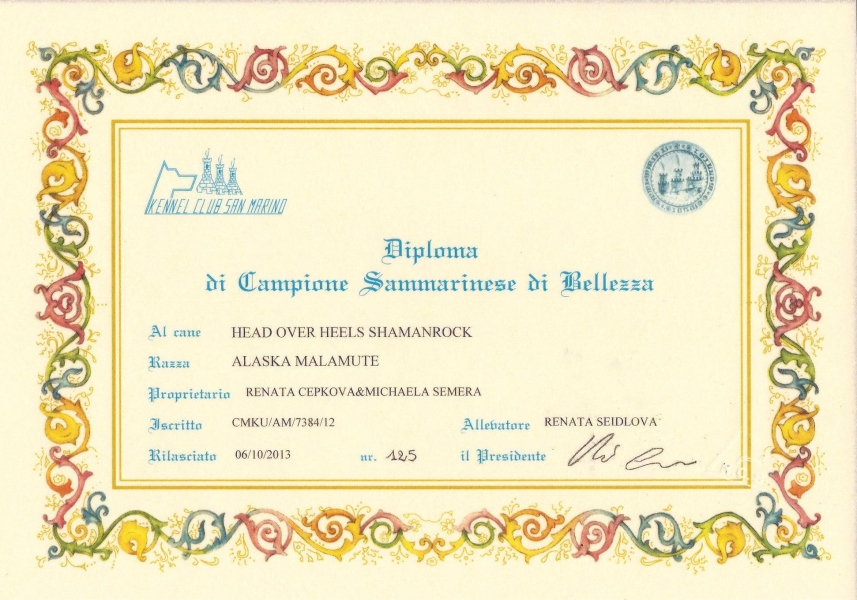 KENNEL CLUB SAN MARINO
Diploma
di Campione Sammarinese di Bellezza
Al cane HEAD OVER HEELS SHAMANROCK
Razza ALASKA MALAMUTE
Proprietario RENATA CEPKOVA&MICHAELA SEMERA
Iscritto CMKU/AM/7384/12 Allevatore RENATA SEIDLOVA
Rilasciato 06/10/2013 nr. 125 il Presidente